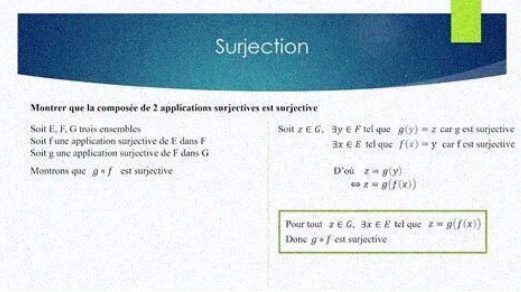 Surjection
Montrer que la composée de 2 applications surjectives est surjective
Soit E, F, G trois ensembles
Soit f une application surjective de E dans F
Soit g une application surjective de F dans G
Montrons que g∘f est surjective
Soit z ∈ G, ∃y ∈ F tel que g(y) = z car g est surjective
∃x ∈ E tel que f(x) = y car f est surjective
D'où z = g(y)
⇔ z = g(f(x))
Pour tout z ∈ G, ∃x ∈ E tel que z = g(f(x))
Donc g∘f est surjective